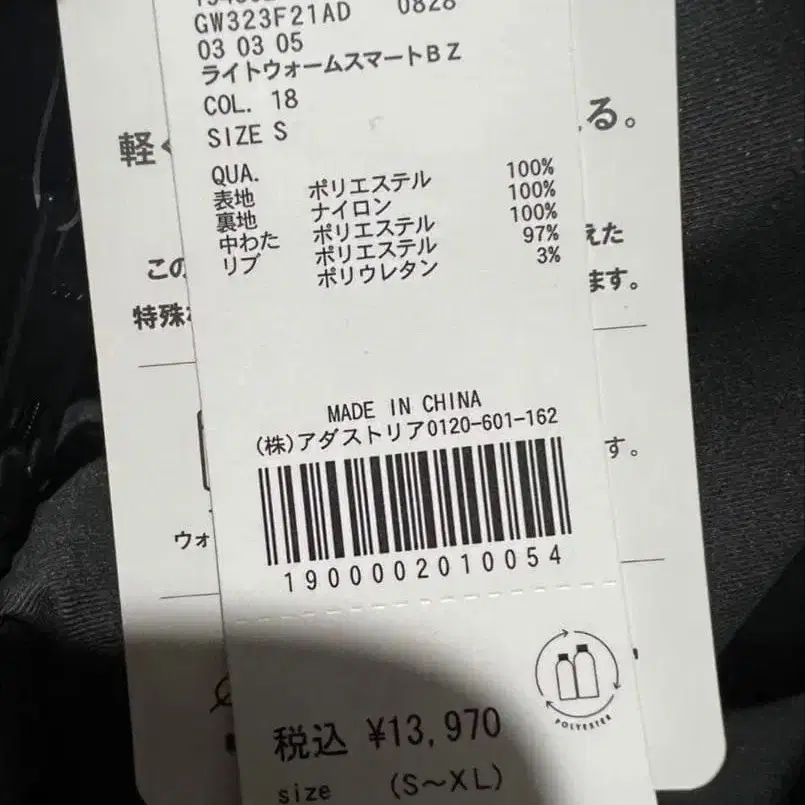 GW323F21AD 0828
03 03 05
ライトウォームスマートBZ
COL. 18
SIZE S
QUA.
表地 ポリエステル 100%
裏地 ナイロン 100%
中わた ポリエステル 100%
リブ ポリエステル 97%
ポリウレタン 3%
MADE IN CHINA
(株)アダストリア0120-601-162
1900002010054
POLYESTER
税込 ¥13,970
size (S~XL)
軽く
る。
この
えた
特殊
ます。
す。
ウォ